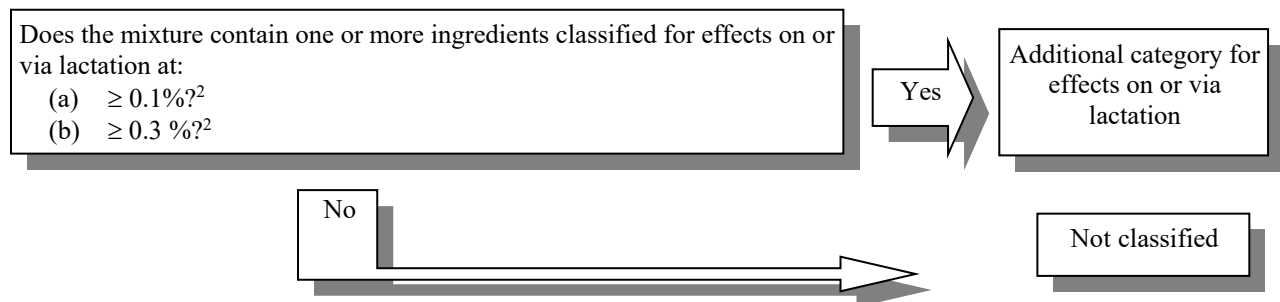 Does the mixture contain one or more ingredients classified for effects on or
via lactation at:
(a) ≥ 0.1%?²
(b) ≥ 0.3 %?²
Yes
Additional category for
effects on or via
lactation
No
Not classified